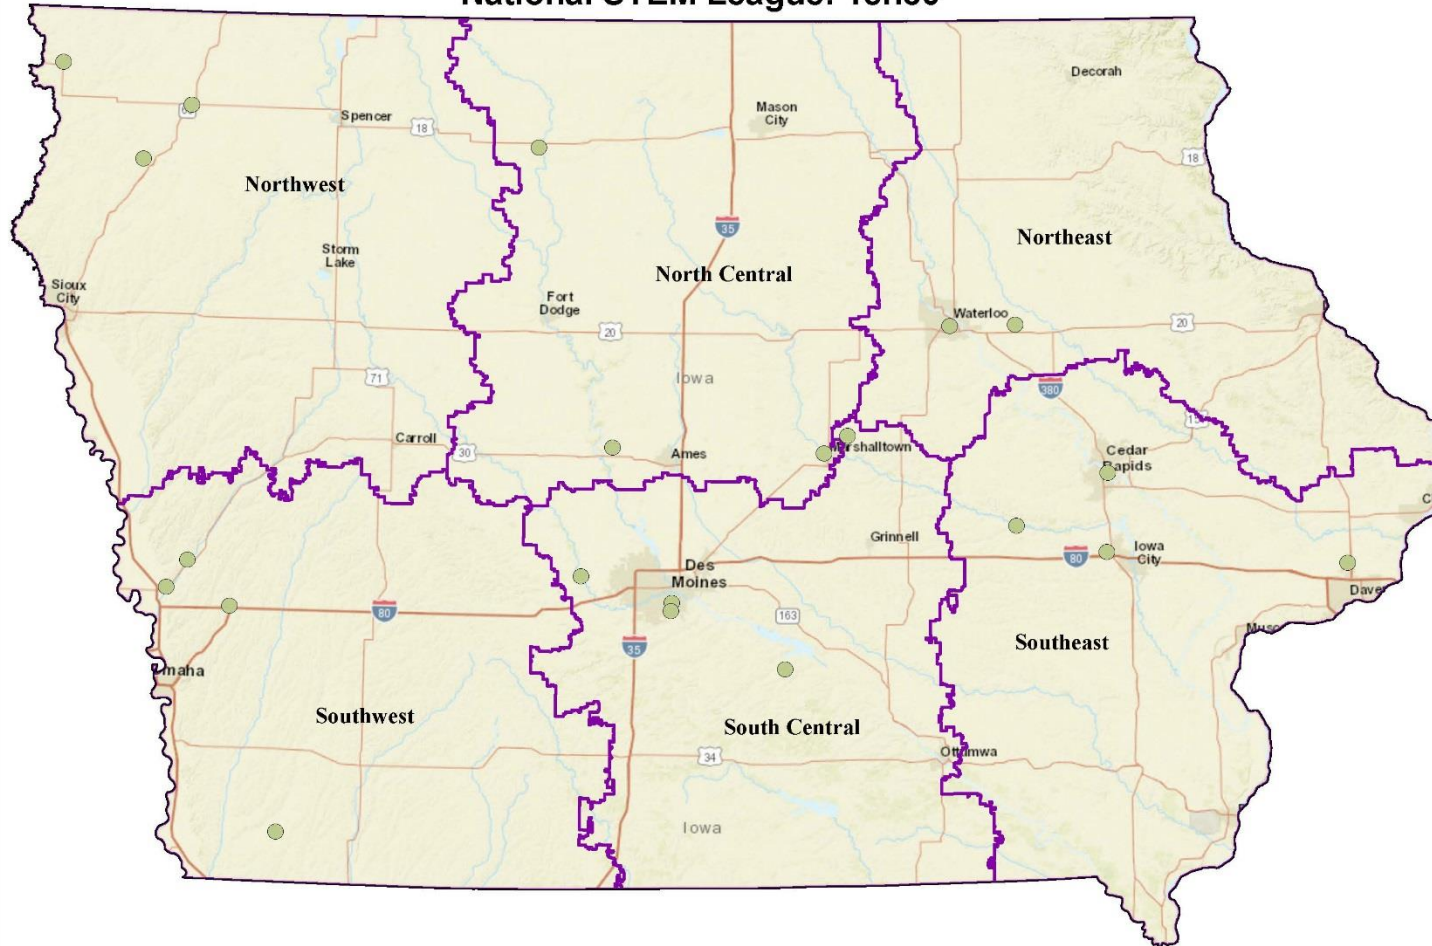 Decorah
Mason
City
Spencer
18
18
Northwest
35
Northeast
Storm
Lake
North Central
Sioux
City
Fort
Dodge
Waterloo
20
20
Iowa
71
380
Carroll
30
Ames
Cedar
Rapids
Grinnell
Iowa
City
80
Des
Moines
80
163
35
Southeast
Southwest
South Central
34
Ottumwa
Iowa